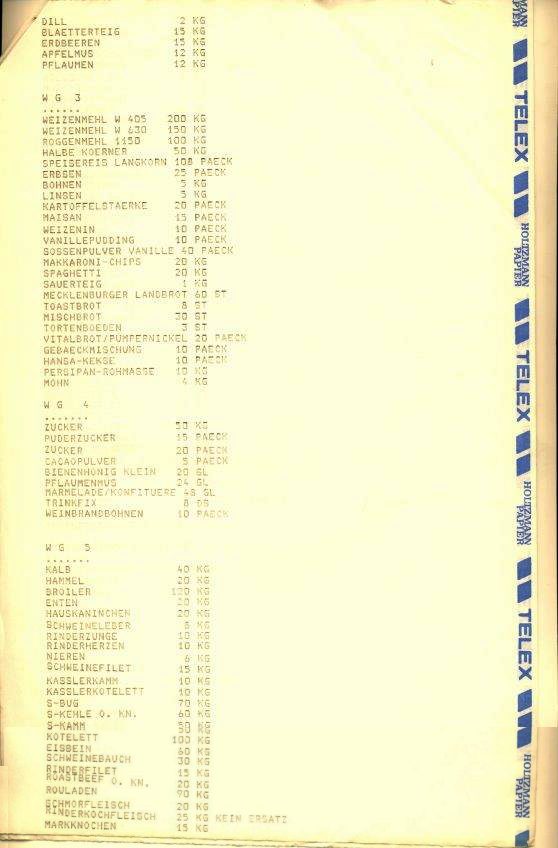 DILL 2 KG
BLAETTERTEIG 15 KG
ERDBEEREN 15 KG
APFELMUS 12 KG
PFLAUMEN 12 KG
W G 3
......
WEIZENMEHL W 405 200 KG
WEIZENMEHL W 630 150 KG
ROGGENMEHL 1150 100 KG
HALBE KOERNER 50 KG
SPEISEREIS LANGKORN 108 PAECK
ERBSEN 25 PAECK
BOHNEN 5 KG
LINSEN KG
KARTOFFELSTAERKE 20 PAECK
MAISAN 15 PAECK
WEIZENIN 10 PAECK
VANILLEPUDDING 10 PAECK
SOSSENPULVER VANILLE 40 PAECK
MAKKARONI-CHIPS 20 KG
SPAGHETTI 20 KG
SAUERTEIG 1 KG
MECKLENBURGER LANDBROT 60 ST
TOASTBROT 8 ST
MISCHBROT 30 ST
TORTENBOEDEN 3 ST
VITALBROT/PUMPERNICKEL 20 PAECK
GEBAECKMISCHUNG 10 PAECK
HANSA-KEKSE 10 PAECK
PERSIPAN-ROHMASSE 10 KG
MOHN 4 KG
W G 4
.......
ZUCKER 50 KG
PUDERZUCKER 15 PAECK
ZUCKER 20 PAECK
CACAOPULVER 5 PAECK
BIENENHONIG KLEIN 20 GL
PFLAUMENMUS 24 GL
MARMELADE/KONFITUERE 48 GL
TRINKFIX 8 DS
WEINBRANDBOHNEN 10 PAECK
W G 5
.......
KALB 40 KG
HAMMEL 20 KG
BROILER 120 KG
ENTEN 20 KG
HAUSKANINCHEN 20 KG
SCHWEINELEBER KG
RINDERZUNGE 10 KG
RINDERHERZEN 10 KG
NIEREN 6 KG
SCHWEINEFILET 15 KG
KASSLERKAMM 10 KG
KASSLERKOTELETT 10 KG
S-BUG 70 KG
S-KEHLE O. KN. 60 KG
S-KAMM 50 KG
KOTELETT 100 KG
EISBEIN 60 KG
SCHWEINEBAUCH 30 KG
RINDERFILET 15 KG
ROASTBEEF O. KN. 20 KG
ROULADEN 70 KG
SCHMORFLEISCH 20 KG
RINDERKOCHFLEISCH 25 KG KEIN ERSATZ
MARKKNOCHEN 15 KG
HOLTZMANN
PAPIER
TELEX
HOLTZMANN
PAPIER
TELEX
HOLTZMANN
PAPIER
TELEX
HOLTZMANN
PAPIER